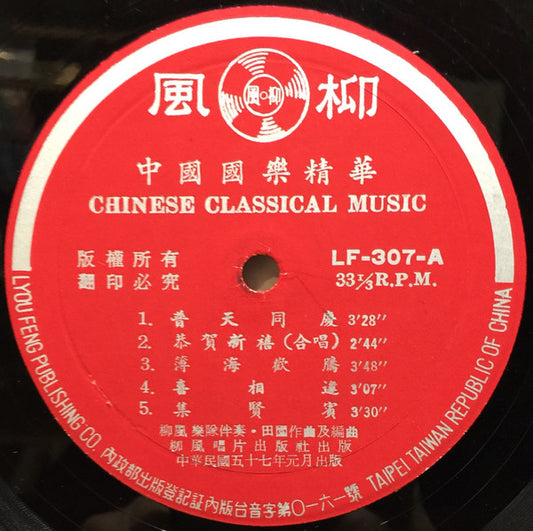 風柳
風柳
中國國樂精華
CHINESE CLASSICAL MUSIC
版權所有
翻印必究
LF-307-A
33⅓R.P.M.
1. 普天同慶 3'28"
2. 恭賀新禧(合唱) 2'44"
3. 薄海歡騰 3'48"
4. 喜相逢 3'07"
5. 集賢賓 3'30"
柳風樂隊伴奏・田園作曲及編曲
柳風唱片出版社出版
中華民國五十七年元月出版
LYOU FENG PUBLISHING CO. 內政部出版登記証內版台音字第〇一六一號 TAIPEI TAIWAN REPUBLIC OF CHINA